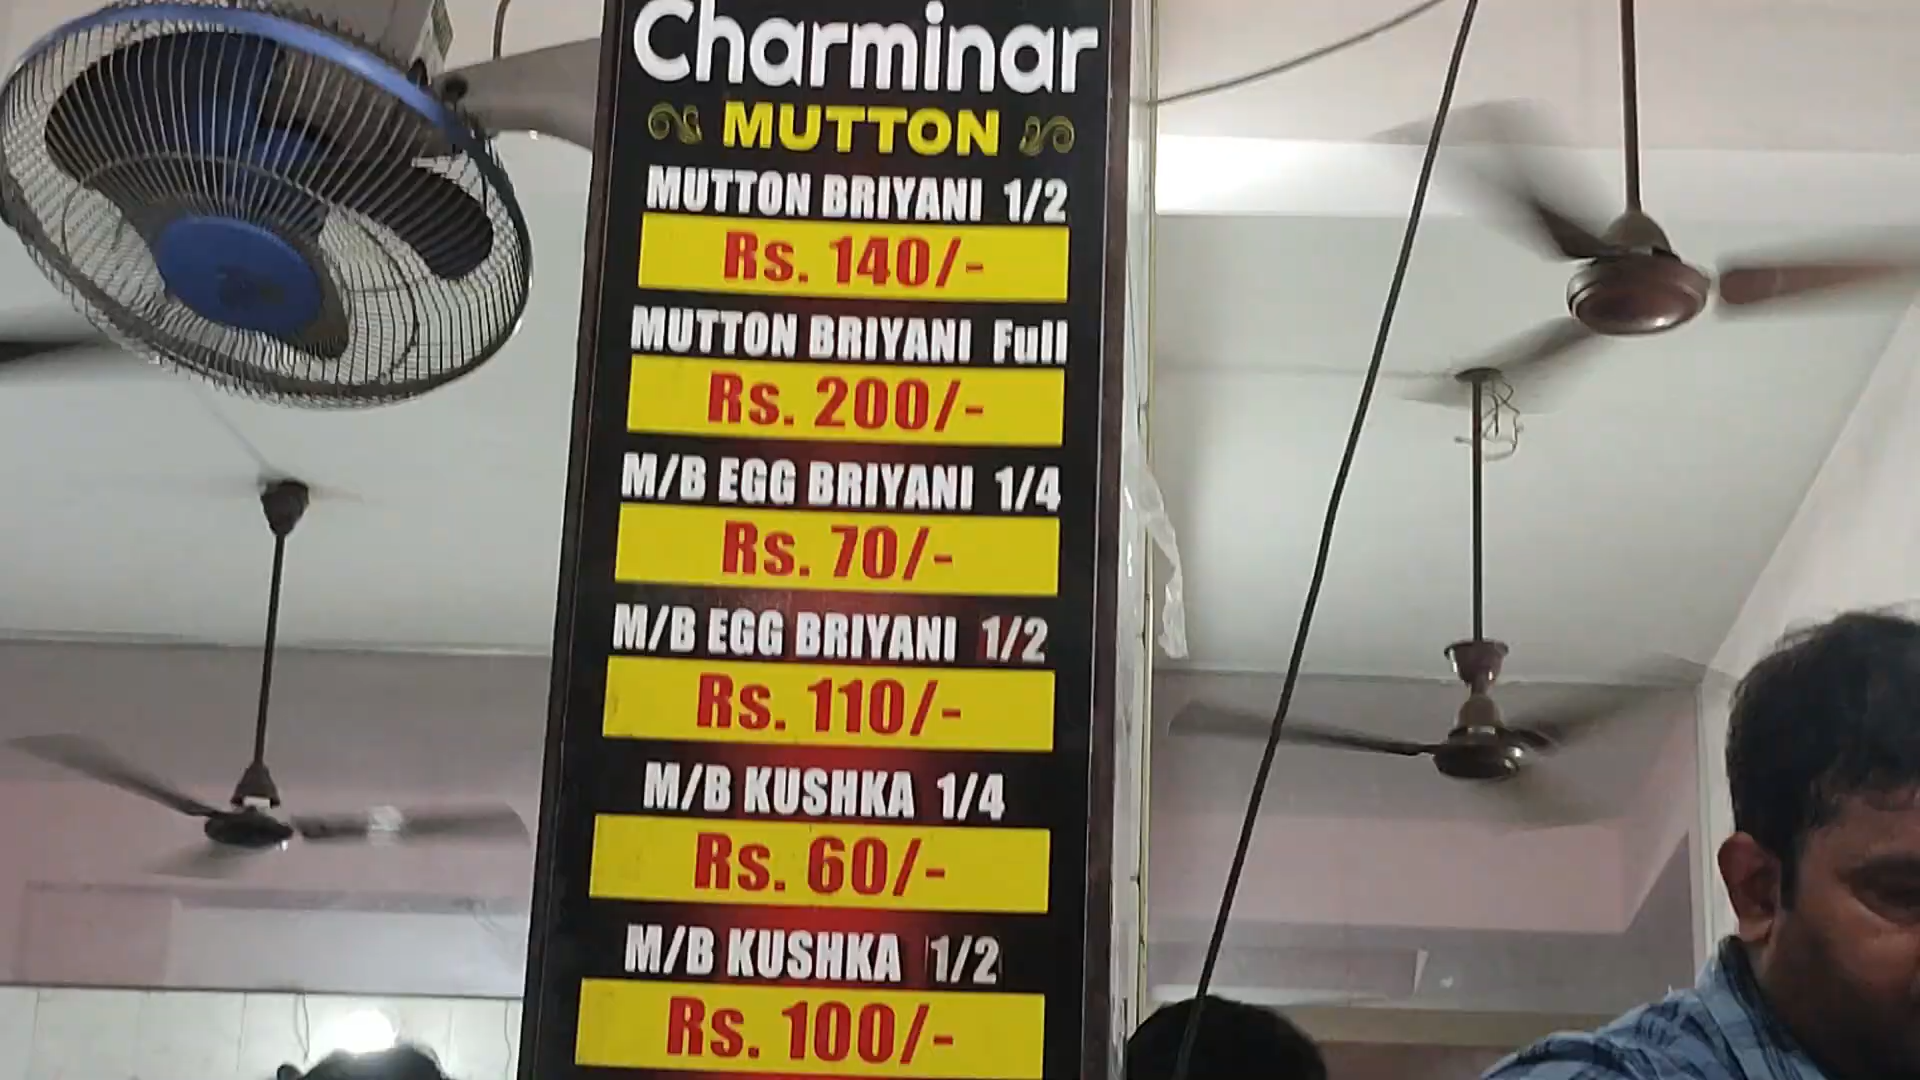 Charminar
MUTTON
MUTTON BRIYANI 1/2
Rs. 140/-
MUTTON BRIYANI Full
Rs. 200/-
M/B EGG BRIYANI 1/4
Rs. 70/-
M/B EGG BRIYANI 1/2
Rs. 110/-
M/B KUSHKA 1/4
Rs. 60/-
M/B KUSHKA 1/2
Rs. 100/-